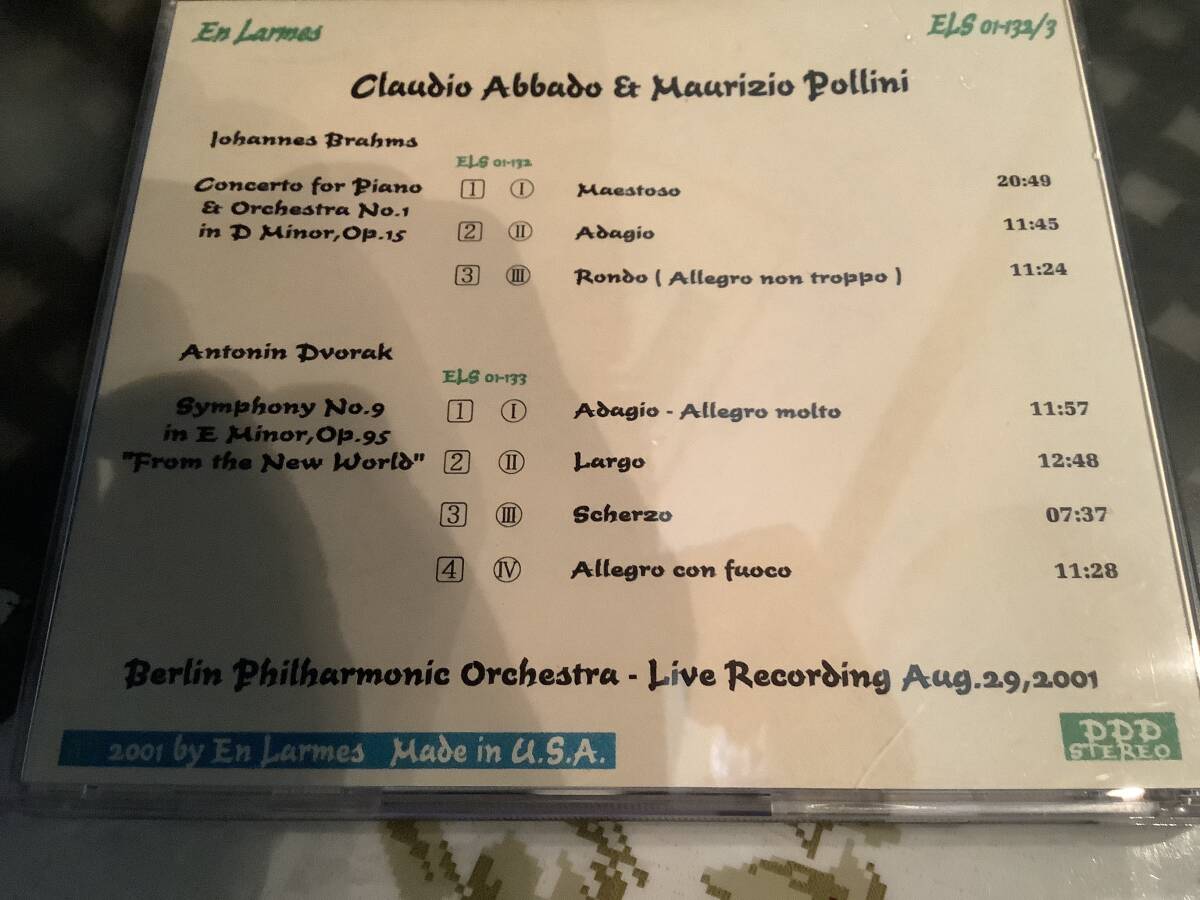 En Larmes
ELS 01-132/3
Claudio Abbado & Maurizio Pollini
Johannes Brahms
ELS 01-132
Concerto for Piano
& Orchestra No.1
in D Minor,Op.15
1 Ⅰ Maestoso 20:49
2 Ⅱ Adagio 11:45
3 Ⅲ Rondo ( Allegro non troppo ) 11:24
Antonin Dvorak
ELS 01-133
Symphony No.9
in E Minor,Op.95
"From the New World"
1 Ⅰ Adagio - Allegro molto 11:57
2 Ⅱ Largo 12:48
3 Ⅲ Scherzo 07:37
4 Ⅳ Allegro con fuoco 11:28
Berlin Philharmonic Orchestra - Live Recording Aug.29,2001
2001 by En Larmes Made in U.S.A.
DDD
STEREO